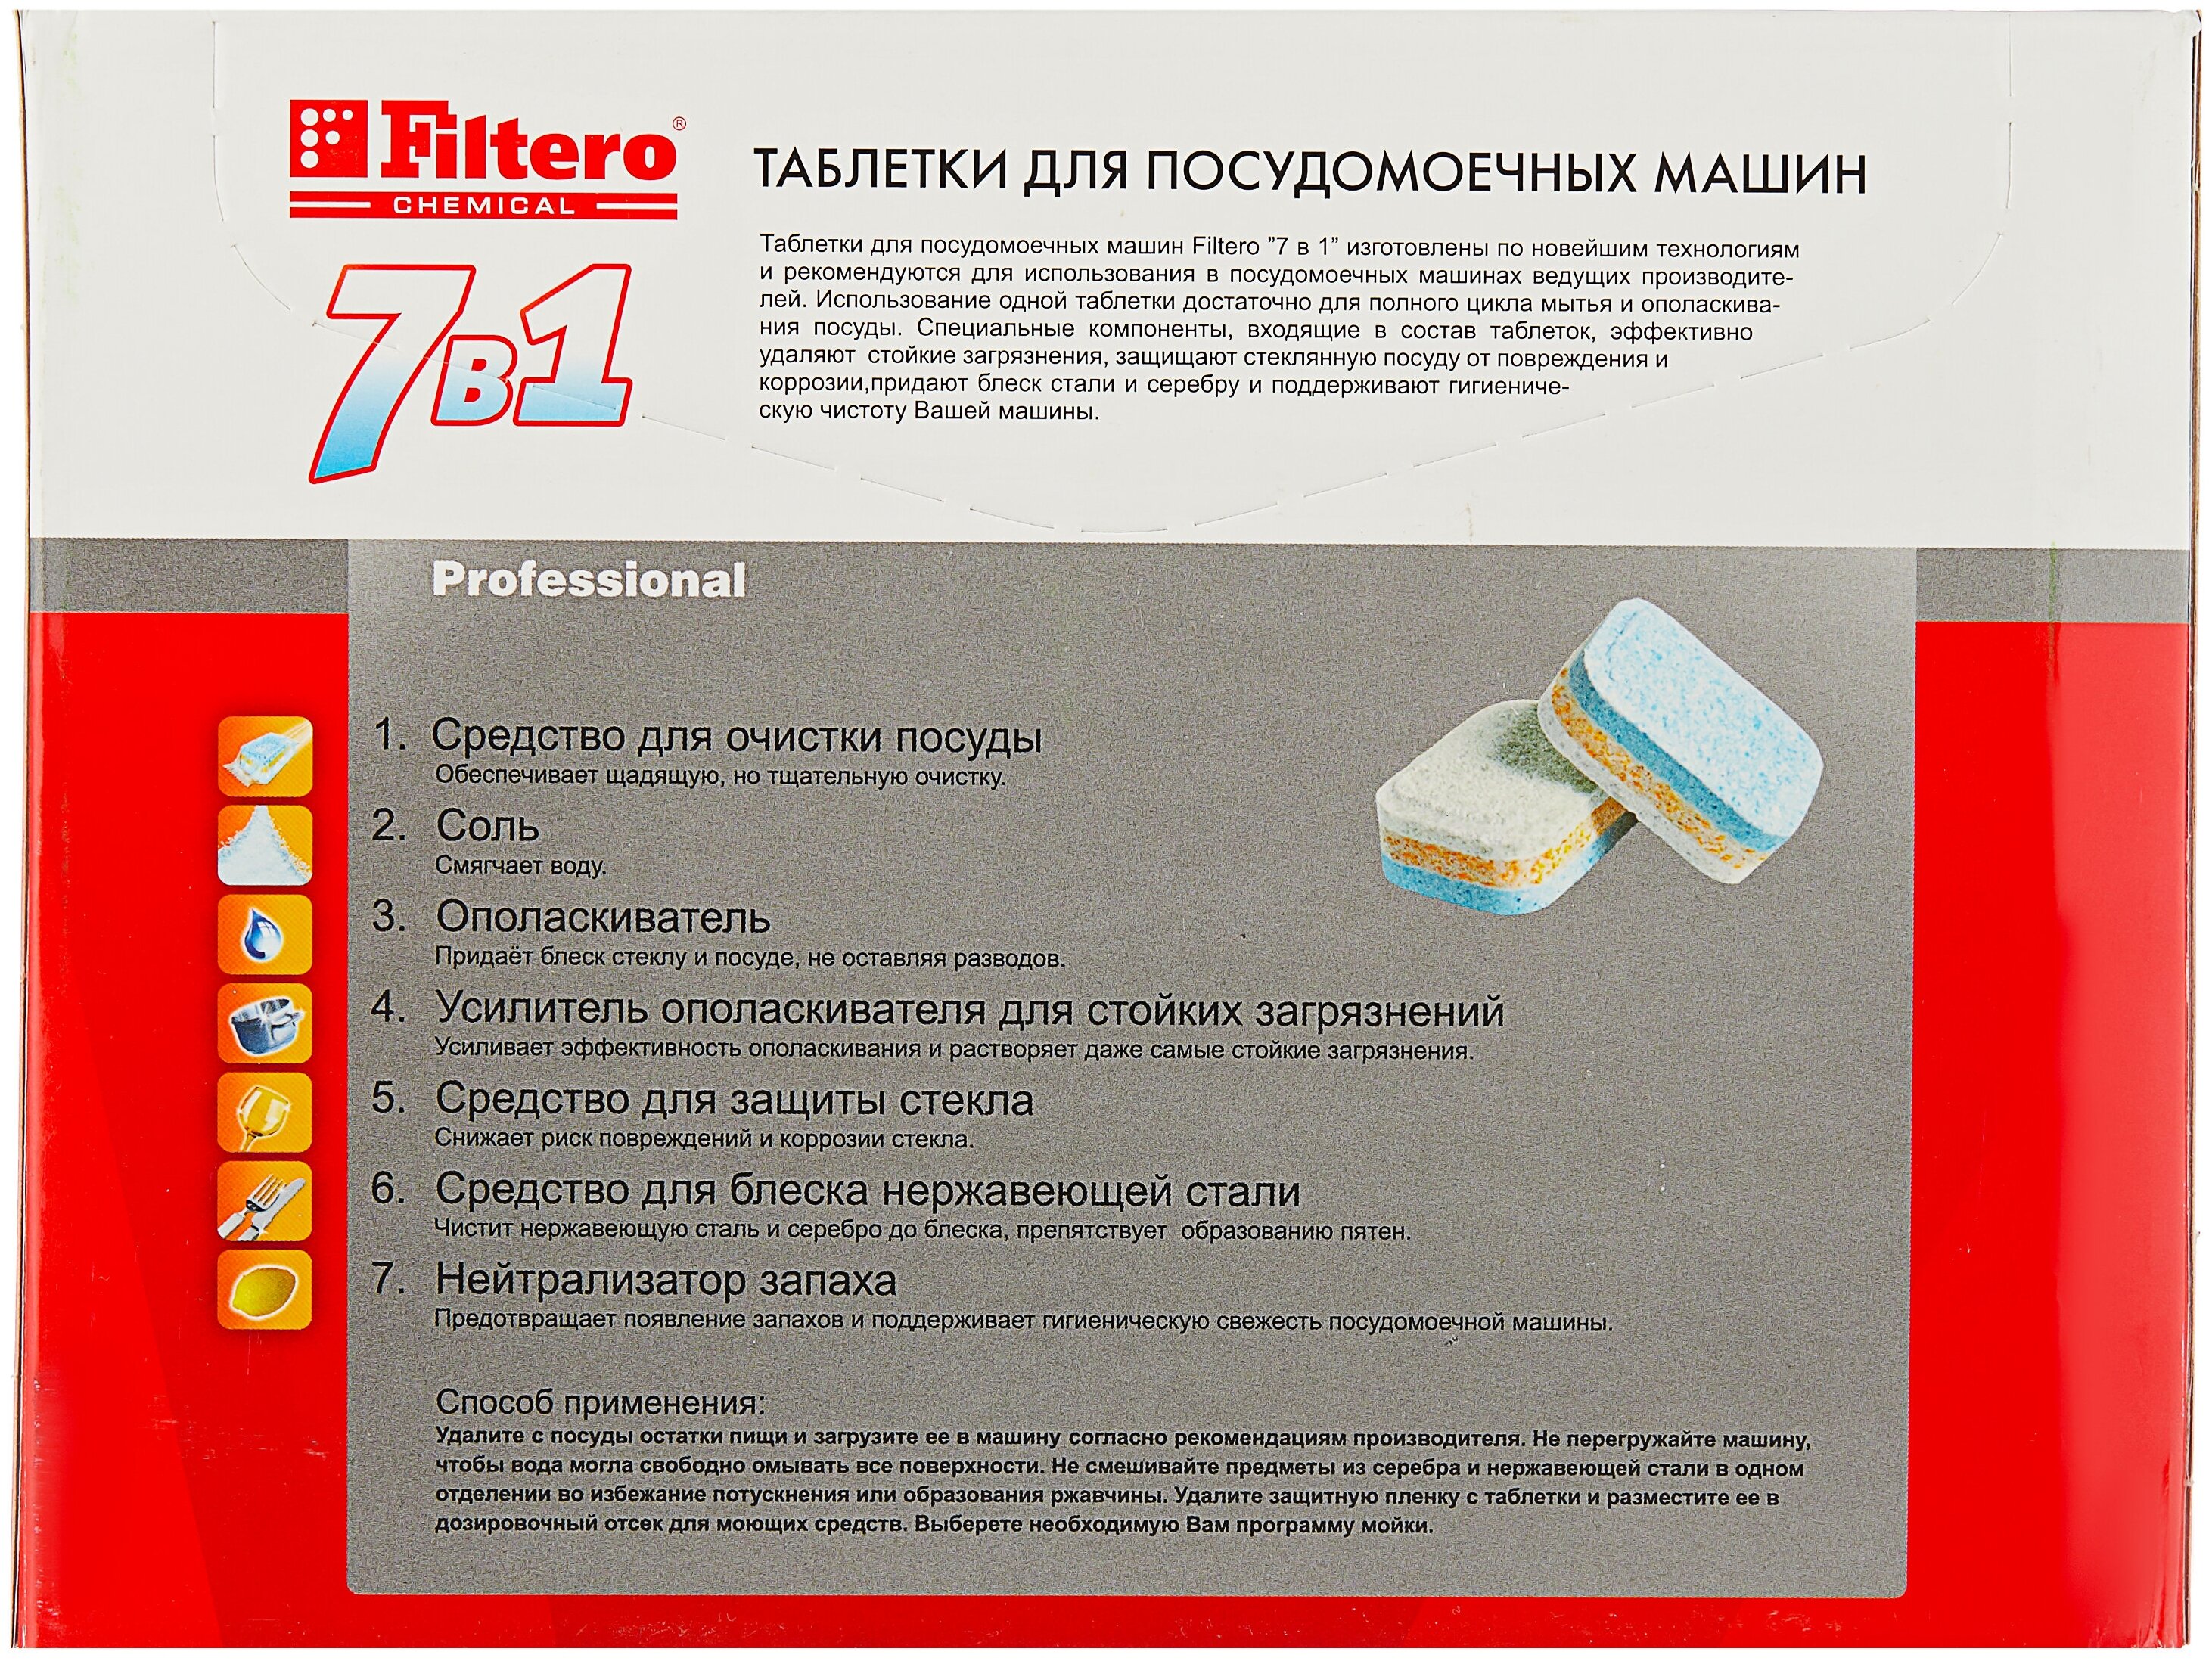 Filtero®
CHEMICAL
7в1
ТАБЛЕТКИ ДЛЯ ПОСУДОМОЕЧНЫХ МАШИН
Таблетки для посудомоечных машин Filtero "7 в 1" изготовлены по новейшим технологиям
и рекомендуются для использования в посудомоечных машинах ведущих производите-
лей. Использование одной таблетки достаточно для полного цикла мытья и ополаскива-
ния посуды. Специальные компоненты, входящие в состав таблеток, эффективно
удаляют стойкие загрязнения, защищают стеклянную посуду от повреждения и
коррозии,придают блеск стали и серебру и поддерживают гигиениче-
скую чистоту Вашей машины.
Professional
1. Средство для очистки посуды
Обеспечивает щадящую, но тщательную очистку.
2. Соль
Смягчает воду.
3. Ополаскиватель
Придаёт блеск стеклу и посуде, не оставляя разводов.
4. Усилитель ополаскивателя для стойких загрязнений
Усиливает эффективность ополаскивания и растворяет даже самые стойкие загрязнения.
5. Средство для защиты стекла
Снижает риск повреждений и коррозии стекла.
6. Средство для блеска нержавеющей стали
Чистит нержавеющую сталь и серебро до блеска, препятствует образованию пятен.
7. Нейтрализатор запаха
Предотвращает появление запахов и поддерживает гигиеническую свежесть посудомоечной машины.
Способ применения:
Удалите с посуды остатки пищи и загрузите ее в машину согласно рекомендациям производителя. Не перегружайте машину,
чтобы вода могла свободно омывать все поверхности. Не смешивайте предметы из серебра и нержавеющей стали в одном
отделении во избежание потускнения или образования ржавчины. Удалите защитную пленку с таблетки и разместите ее в
дозировочный отсек для моющих средств. Выберете необходимую Вам программу мойки.